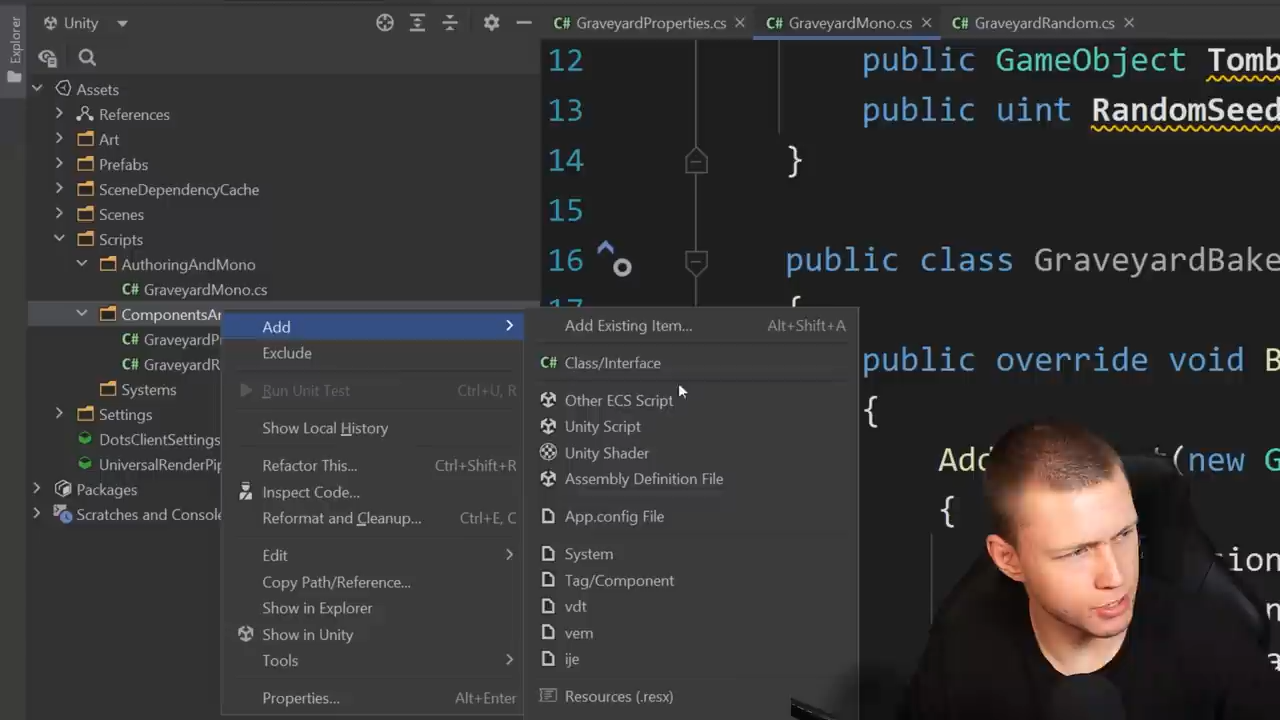 Explorer
Unity
Assets
References
Art
Prefabs
SceneDependencyCache
Scenes
Scripts
AuthoringAndMono
C# GraveyardMono.cs
ComponentsAn
C# GraveyardP
C# GraveyardR
Systems
Settings
DotsClientSettings
UniversalRenderPip
Packages
Scratches and Console
Add
Exclude
Run Unit Test Ctrl+U, R
Show Local History
Refactor This... Ctrl+Shift+R
Inspect Code...
Reformat and Cleanup... Ctrl+E, C
Edit
Copy Path/Reference...
Show in Explorer
Show in Unity
Tools
Properties... Alt+Enter
Add Existing Item... Alt+Shift+A
C# Class/Interface
Other ECS Script
Unity Script
Unity Shader
Assembly Definition File
App.config File
System
Tag/Component
vdt
vem
ije
Resources (.resx)
C# GraveyardProperties.cs C# GraveyardMono.cs C# GraveyardRandom.cs
12 public GameObject Tomb
13 public uint RandomSeed
14 }
15
16 public class GraveyardBake
17
public override void B
{
Add (new G
{